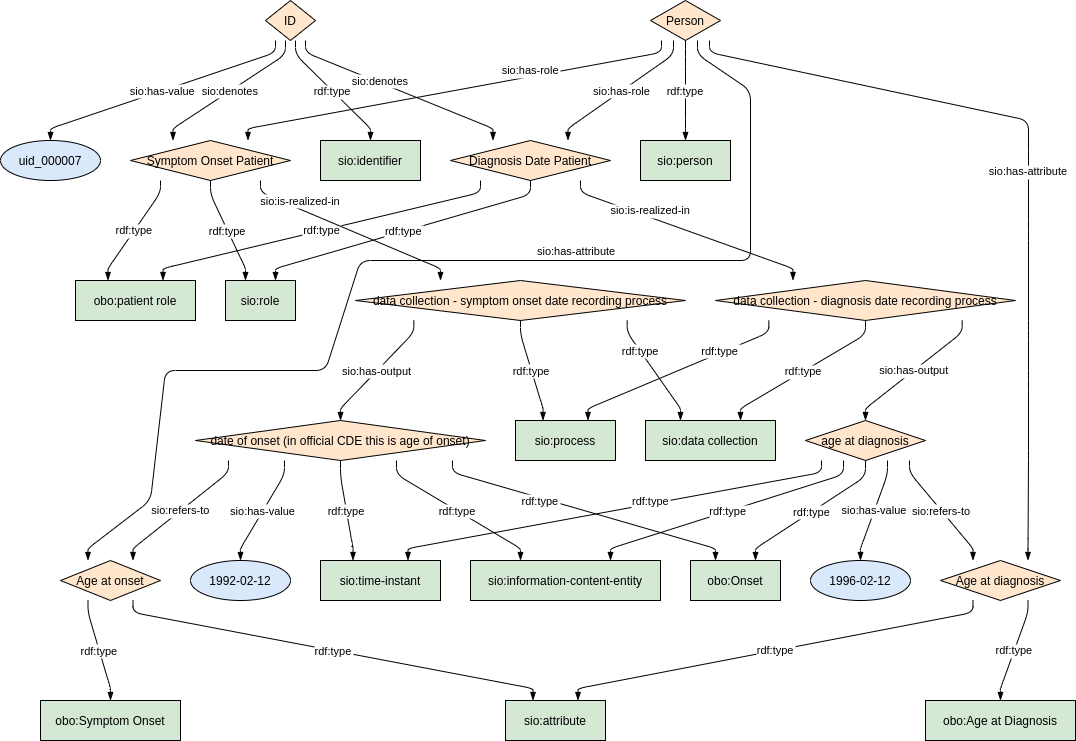 ID
Person
sio:has-role
sio:denotes
sio:has-value
sio:denotes
rdf:type
sio:has-role
rdf:type
uid_000007
Symptom Onset Patient
sio:identifier
Diagnosis Date Patient
sio:person
sio:has-attribute
sio:is-realized-in
sio:is-realized-in
rdf:type
rdf:type
rdf:type
rdf:type
sio:has-attribute
obo:patient role
sio:role
data collection - symptom onset date recording process
data collection - diagnosis date recording process
rdf:type
rdf:type
sio:has-output
rdf:type
rdf:type
sio:has-output
date of onset (in official CDE this is age of onset)
sio:process
sio:data collection
age at diagnosis
rdf:type
rdf:type
sio:refers-to
sio:has-value
rdf:type
rdf:type
rdf:type
rdf:type
sio:has-value
sio:refers-to
Age at onset
1992-02-12
sio:time-instant
sio:information-content-entity
obo:Onset
1996-02-12
Age at diagnosis
rdf:type
rdf:type
rdf:type
rdf:type
obo:Symptom Onset
sio:attribute
obo:Age at Diagnosis